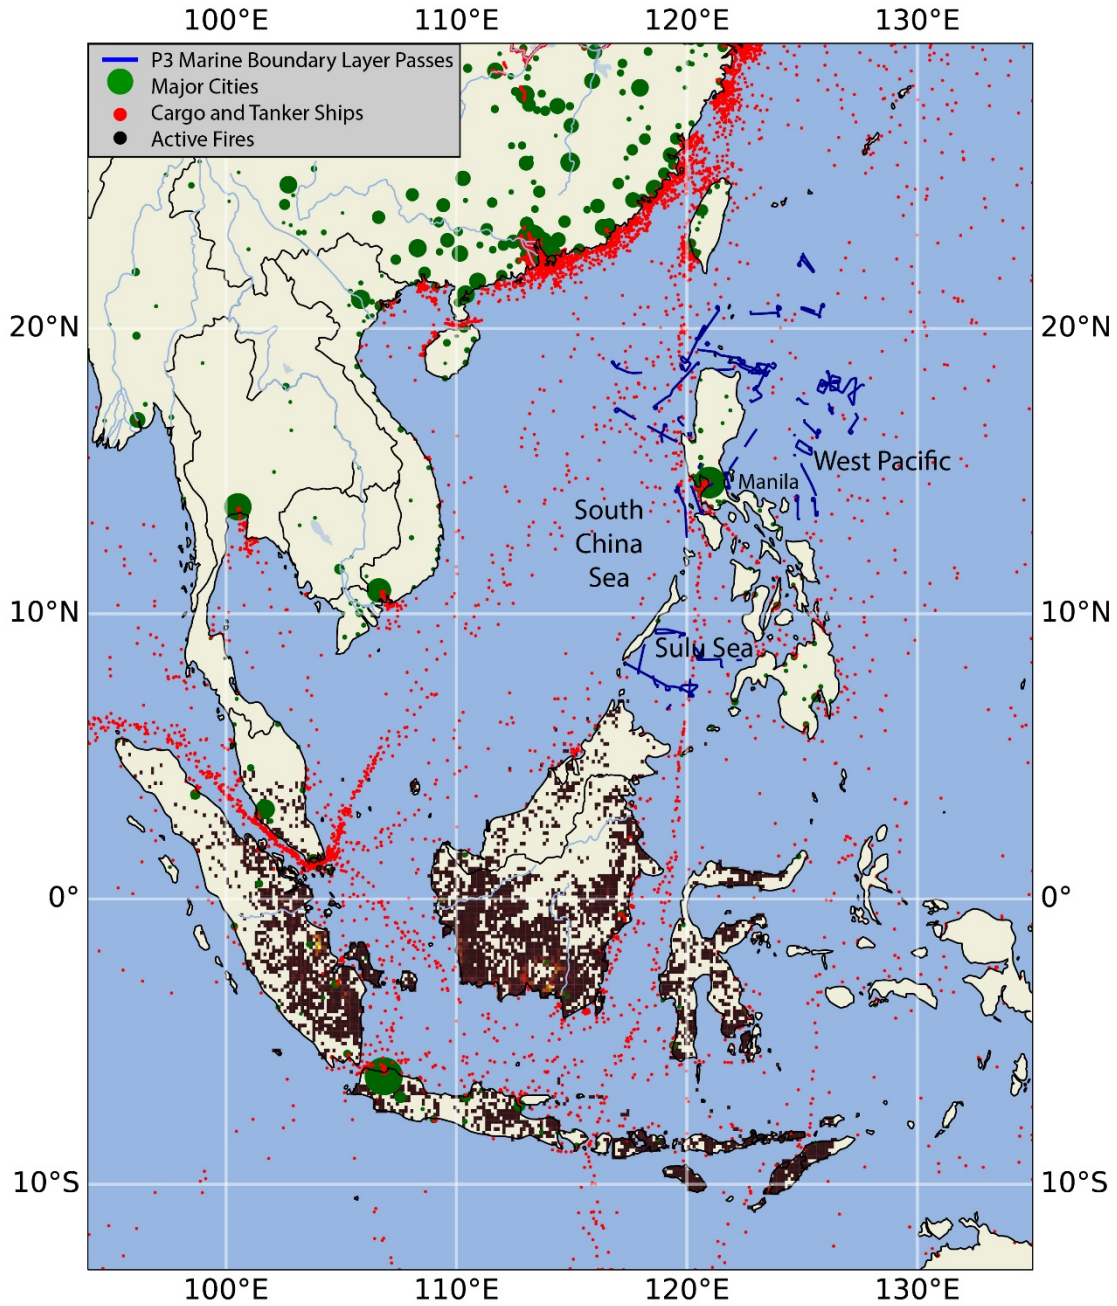 100°E 110°E 120°E 130°E
P3 Marine Boundary Layer Passes
Major Cities
Cargo and Tanker Ships
Active Fires
20°N 20°N
West Pacific
Manila
South
China
Sea
10°N 10°N
Sulu Sea
0° 0°
10°S 10°S
100°E 110°E 120°E 130°E